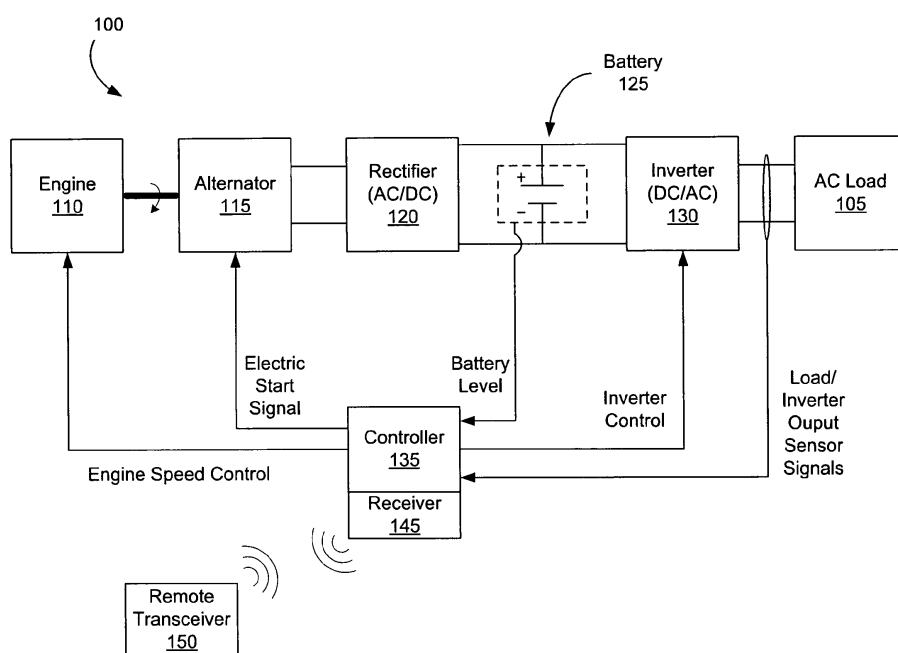 100
Battery
125
Engine
110
Alternator
115
Rectifier
(AC/DC)
120
+
−
Inverter
(DC/AC)
130
AC Load
105
Electric
Start
Signal
Battery
Level
Inverter
Control
Load/
Inverter
Ouput
Sensor
Signals
Engine Speed Control
Controller
135
Receiver
145
Remote
Transceiver
150